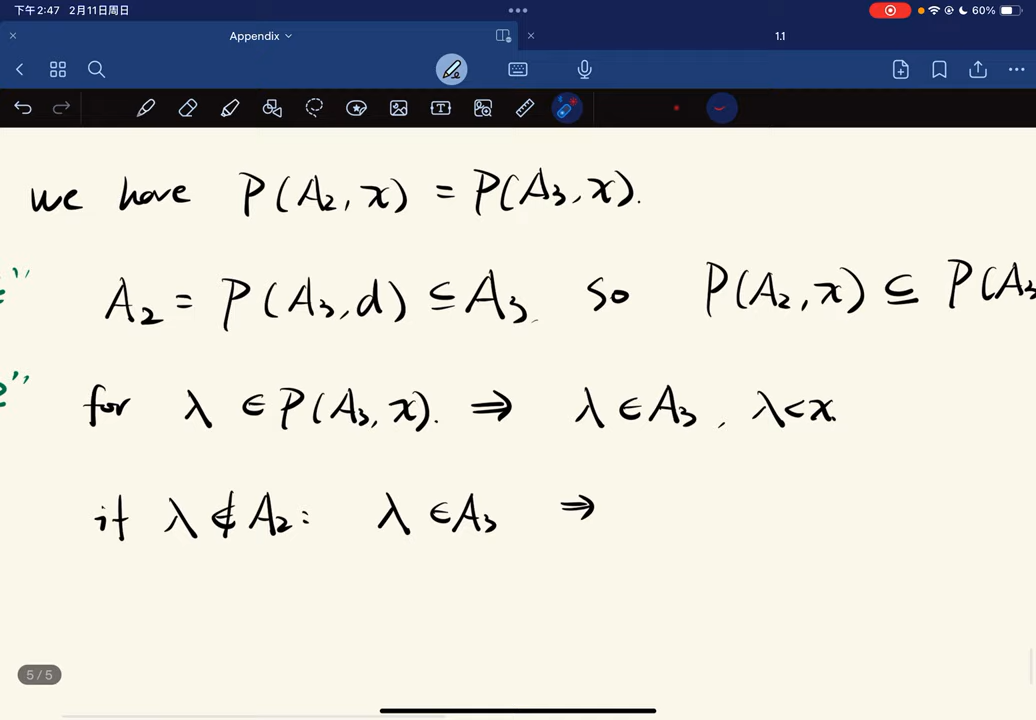 下午2:47 2月11日周日 60%
Appendix 1.1
we have P(A₂,x) = P(A₃,x).
A₂ = P(A₃,d) ⊆ A₃. so P(A₂,x) ⊆ P(A₃
for λ ∈ P(A₃,x). ⇒ λ ∈ A₃, λ<x.
if λ ∉ A₂: λ ∈ A₃ ⇒
5/5